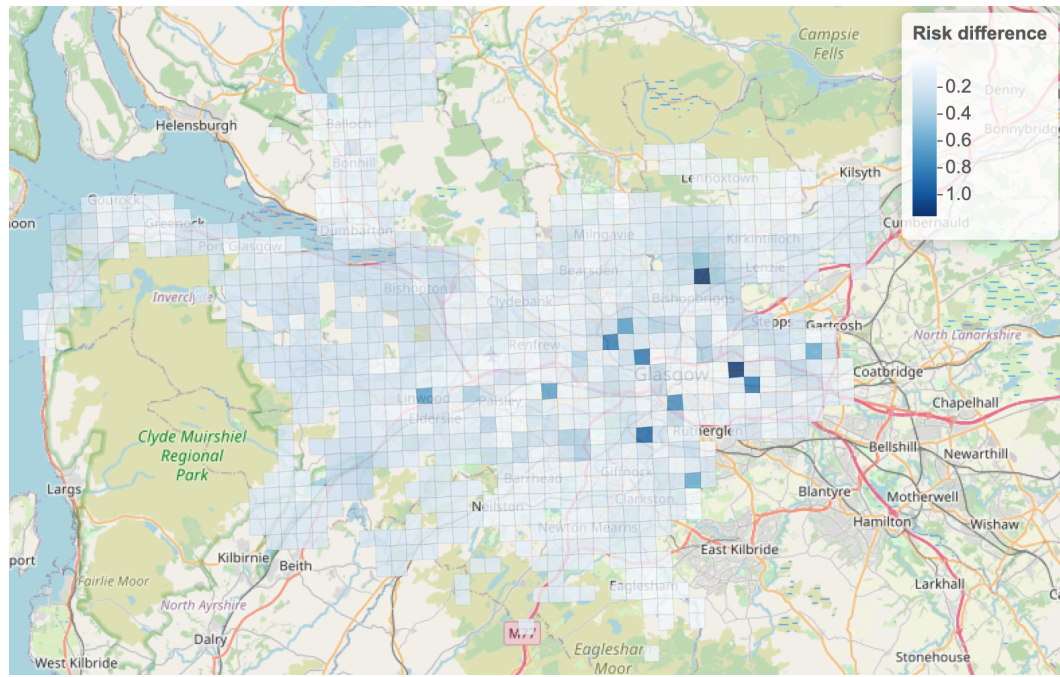 Risk difference
0.2
0.6
0.8
1.0
Campsie
Fells
Denny
Bonnybridg
Helensburgh
Balloch
Bonhill
Lennoxtown
Kilsyth
Gourock
oon
Greenock
Dumbarton
Port Glasgow
Milngavie
Kirkintilloch
Cumbernauld
Bearsden
Lenzie
Inverclyde
Bishopton
Clydebank
Bishopbriggs
Stepps
Gartcosh
North Lanarkshire
Renfrew
Glasgow
Coatbridge
Linwood
Paisley
Chapelhall
Elderslie
Clyde Muirshiel
Regional
Park
Rutherglen
Bellshill
Newarthill
Barrhead
Giffnock
Largs
Neilston
Clarkston
Blantyre
Motherwell
Newton Mearns
Hamilton
Wishaw
port
Kilbirnie
Beith
East Kilbride
Fairlie Moor
North Ayrshire
Eaglesham
Larkhall
Ca
Dalry
M77
Eaglesham
Moor
Stonehouse
West Kilbride